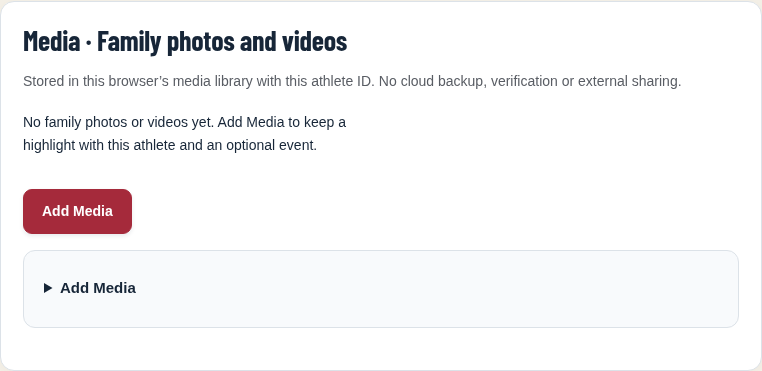 Media · Family photos and videos
Stored in this browser’s media library with this athlete ID. No cloud backup, verification or external sharing.
No family photos or videos yet. Add Media to keep a
highlight with this athlete and an optional event.
Add Media
Add Media